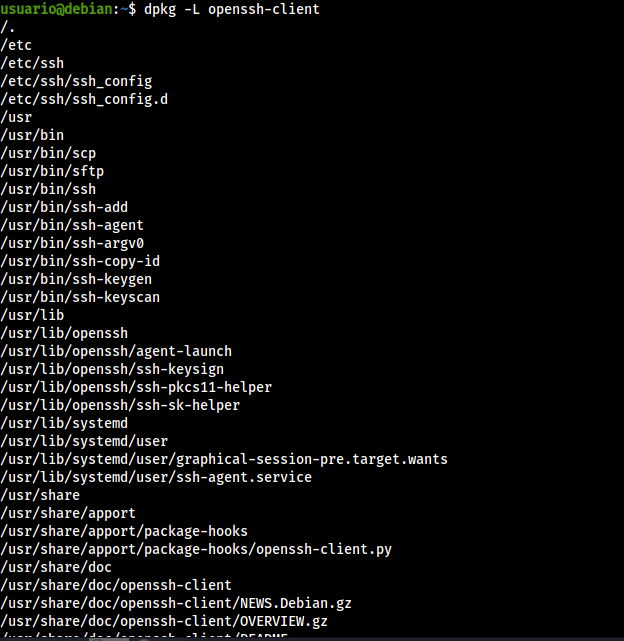 usuario@debian:~$ dpkg -L openssh-client
/.
/etc
/etc/ssh
/etc/ssh/ssh_config
/etc/ssh/ssh_config.d
/usr
/usr/bin
/usr/bin/scp
/usr/bin/sftp
/usr/bin/ssh
/usr/bin/ssh-add
/usr/bin/ssh-agent
/usr/bin/ssh-argv0
/usr/bin/ssh-copy-id
/usr/bin/ssh-keygen
/usr/bin/ssh-keyscan
/usr/lib
/usr/lib/openssh
/usr/lib/openssh/agent-launch
/usr/lib/openssh/ssh-keysign
/usr/lib/openssh/ssh-pkcs11-helper
/usr/lib/openssh/ssh-sk-helper
/usr/lib/systemd
/usr/lib/systemd/user
/usr/lib/systemd/user/graphical-session-pre.target.wants
/usr/lib/systemd/user/ssh-agent.service
/usr/share
/usr/share/apport
/usr/share/apport/package-hooks
/usr/share/apport/package-hooks/openssh-client.py
/usr/share/doc
/usr/share/doc/openssh-client
/usr/share/doc/openssh-client/NEWS.Debian.gz
/usr/share/doc/openssh-client/OVERVIEW.gz
/usr/share/doc/openssh-client/README